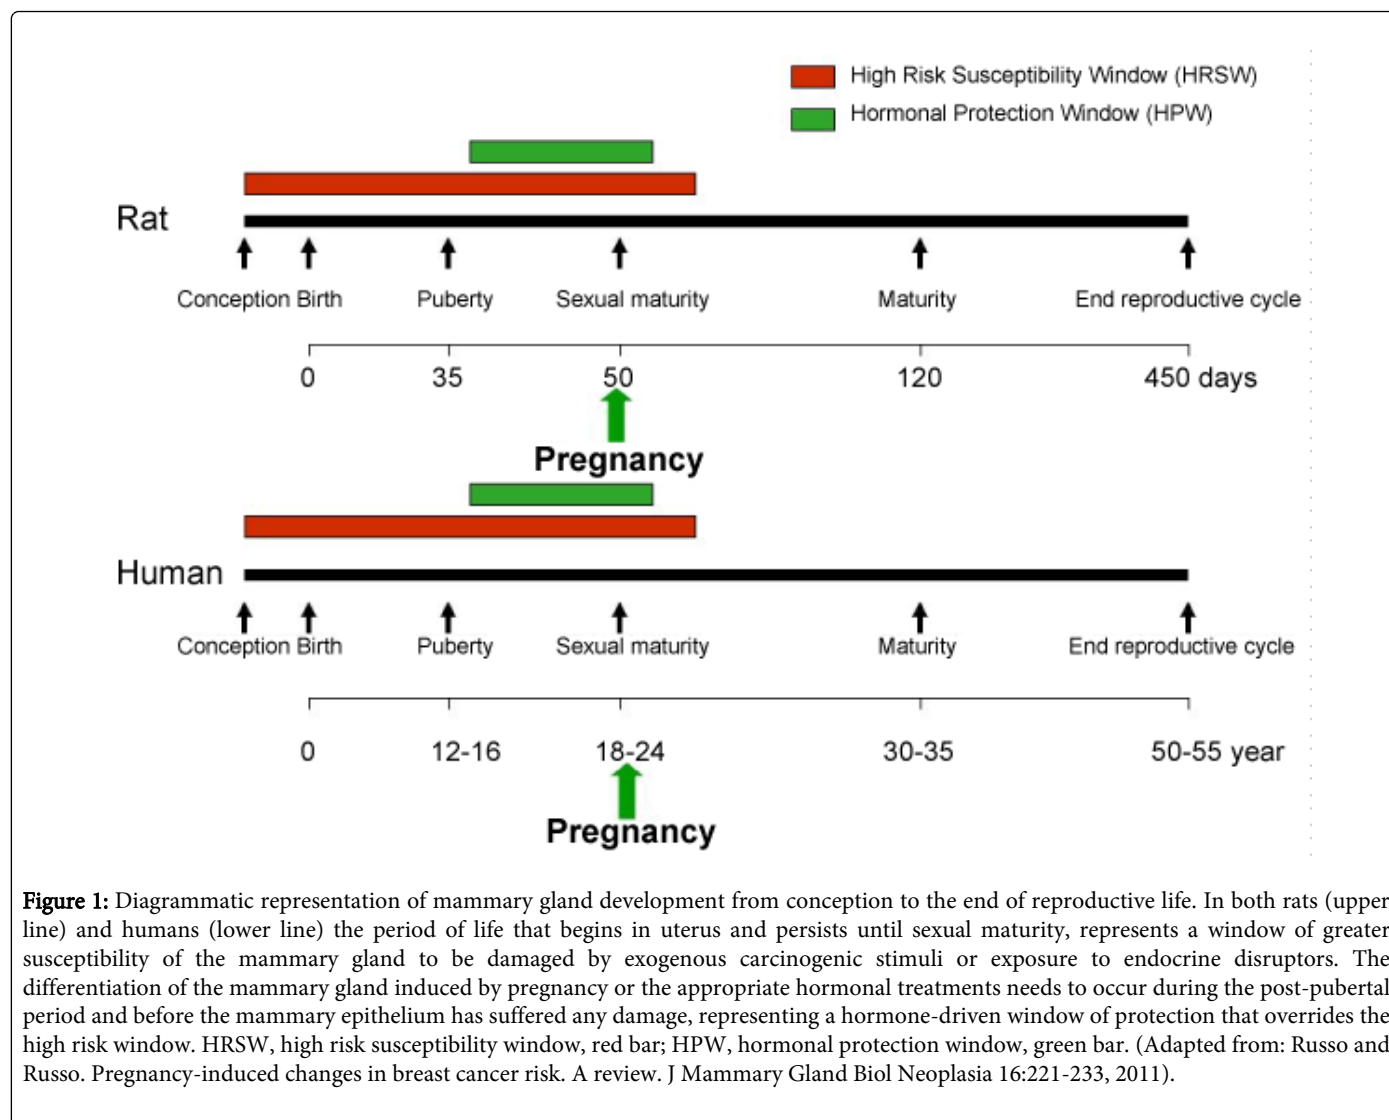 High Risk Susceptibility Window (HRSW)
Hormonal Protection Window (HPW)
Rat
Conception Birth Puberty Sexual maturity Maturity End reproductive cycle
0 35 50 120 450 days
Pregnancy
Human
Conception Birth Puberty Sexual maturity Maturity End reproductive cycle
0 12-16 18-24 30-35 50-55 year
Pregnancy
Figure 1: Diagrammatic representation of mammary gland development from conception to the end of reproductive life. In both rats (upper
line) and humans (lower line) the period of life that begins in uterus and persists until sexual maturity, represents a window of greater
susceptibility of the mammary gland to be damaged by exogenous carcinogenic stimuli or exposure to endocrine disruptors. The
differentiation of the mammary gland induced by pregnancy or the appropriate hormonal treatments needs to occur during the post-pubertal
period and before the mammary epithelium has suffered any damage, representing a hormone-driven window of protection that overrides the
high risk window. HRSW, high risk susceptibility window, red bar; HPW, hormonal protection window, green bar. (Adapted from: Russo and
Russo. Pregnancy-induced changes in breast cancer risk. A review. J Mammary Gland Biol Neoplasia 16:221-233, 2011).